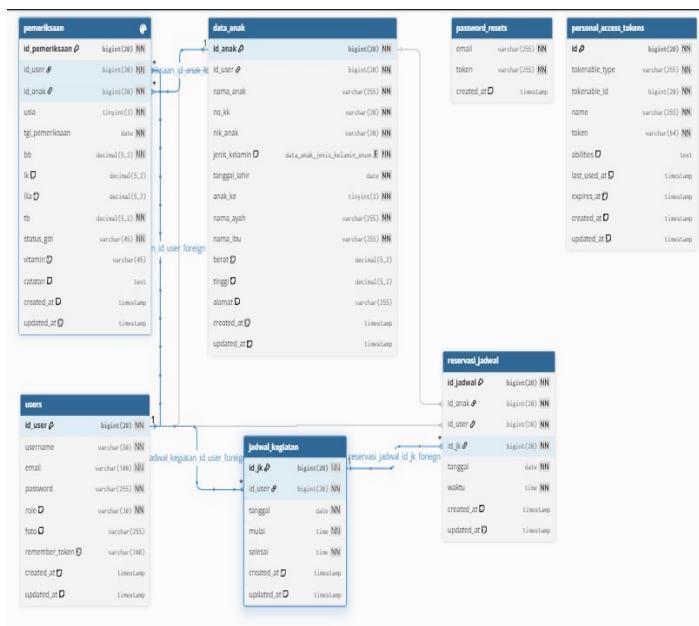 pemeriksaan
id_pemeriksaan bigint(20) NN
id_user bigint(20) NN
id_anak bigint(20) NN
usia tinyint(3) NN
tgl_pemeriksaan date NN
bb decimal(5,2) NN
lk decimal(5,2)
lila decimal(5,2)
tb decimal(5,2) NN
status_gizi varchar(45) NN
vitamin varchar(45)
catatan text
created_at timestamp
updated_at timestamp
data_anak
id_anak bigint(20) NN
id_user bigint(20) NN
nama_anak varchar(255) NN
no_kk varchar(20) NN
nik_anak varchar(20) NN
jenis_kelamin data_anak_jenis_kelamin_enum E NN
tanggal_lahir date NN
anak_ke tinyint(3) NN
nama_ayah varchar(255) NN
nama_ibu varchar(255) NN
berat decimal(5,2)
tinggi decimal(5,2)
alamat varchar(255)
created_at timestamp
updated_at timestamp
password_resets
email varchar(255) NN
token varchar(255) NN
created_at timestamp
personal_access_tokens
id bigint(20) NN
tokenable_type varchar(255) NN
tokenable_id bigint(20) NN
name varchar(255) NN
token varchar(64) NN
abilities text
last_used_at timestamp
expires_at timestamp
created_at timestamp
updated_at timestamp
1
*
*
n_id_user_foreign
users
id_user bigint(20) NN
username varchar(50) NN
email varchar(100) NN
password varchar(255) NN
role varchar(30) NN
foto varchar(255)
remember_token varchar(100)
created_at timestamp
updated_at timestamp
1
adwal_kegiatan_id_user_foreig
*
jadwal_kegiatan
id_jk bigint(20) NN
id_user bigint(20) NN
tanggal date NN
mulai time NN
selesai time NN
created_at timestamp
updated_at timestamp
1
reservasi_jadwal_id_jk_foreign
*
reservasi_jadwal
id_jadwal bigint(20) NN
id_anak bigint(20) NN
id_user bigint(20) NN
id_jk bigint(20) NN
tanggal date NN
waktu time NN
created_at timestamp
updated_at timestamp